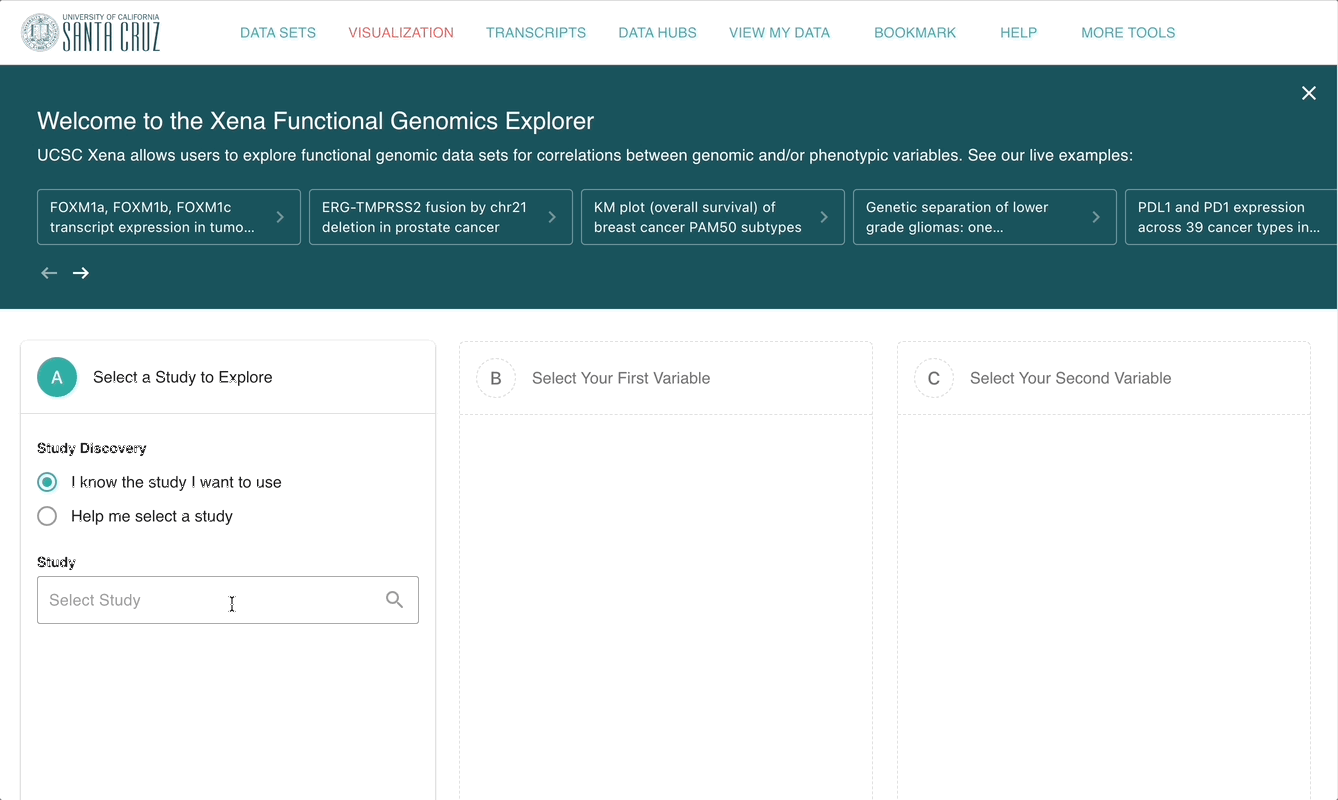 UNIVERSITY OF CALIFORNIA
SANTA CRUZ
DATA SETS
VISUALIZATION
TRANSCRIPTS
DATA HUBS
VIEW MY DATA
BOOKMARK
HELP
MORE TOOLS
Welcome to the Xena Functional Genomics Explorer
UCSC Xena allows users to explore functional genomic data sets for correlations between genomic and/or phenotypic variables. See our live examples:
FOXM1a, FOXM1b, FOXM1c
transcript expression in tumo...
ERG-TMPRSS2 fusion by chr21
deletion in prostate cancer
KM plot (overall survival) of
breast cancer PAM50 subtypes
Genetic separation of lower
grade gliomas: one...
PDL1 and PD1 expression
across 39 cancer types in...
A
Select a Study to Explore
Study Discovery
I know the study I want to use
Help me select a study
Study
Select Study
B
Select Your First Variable
C
Select Your Second Variable